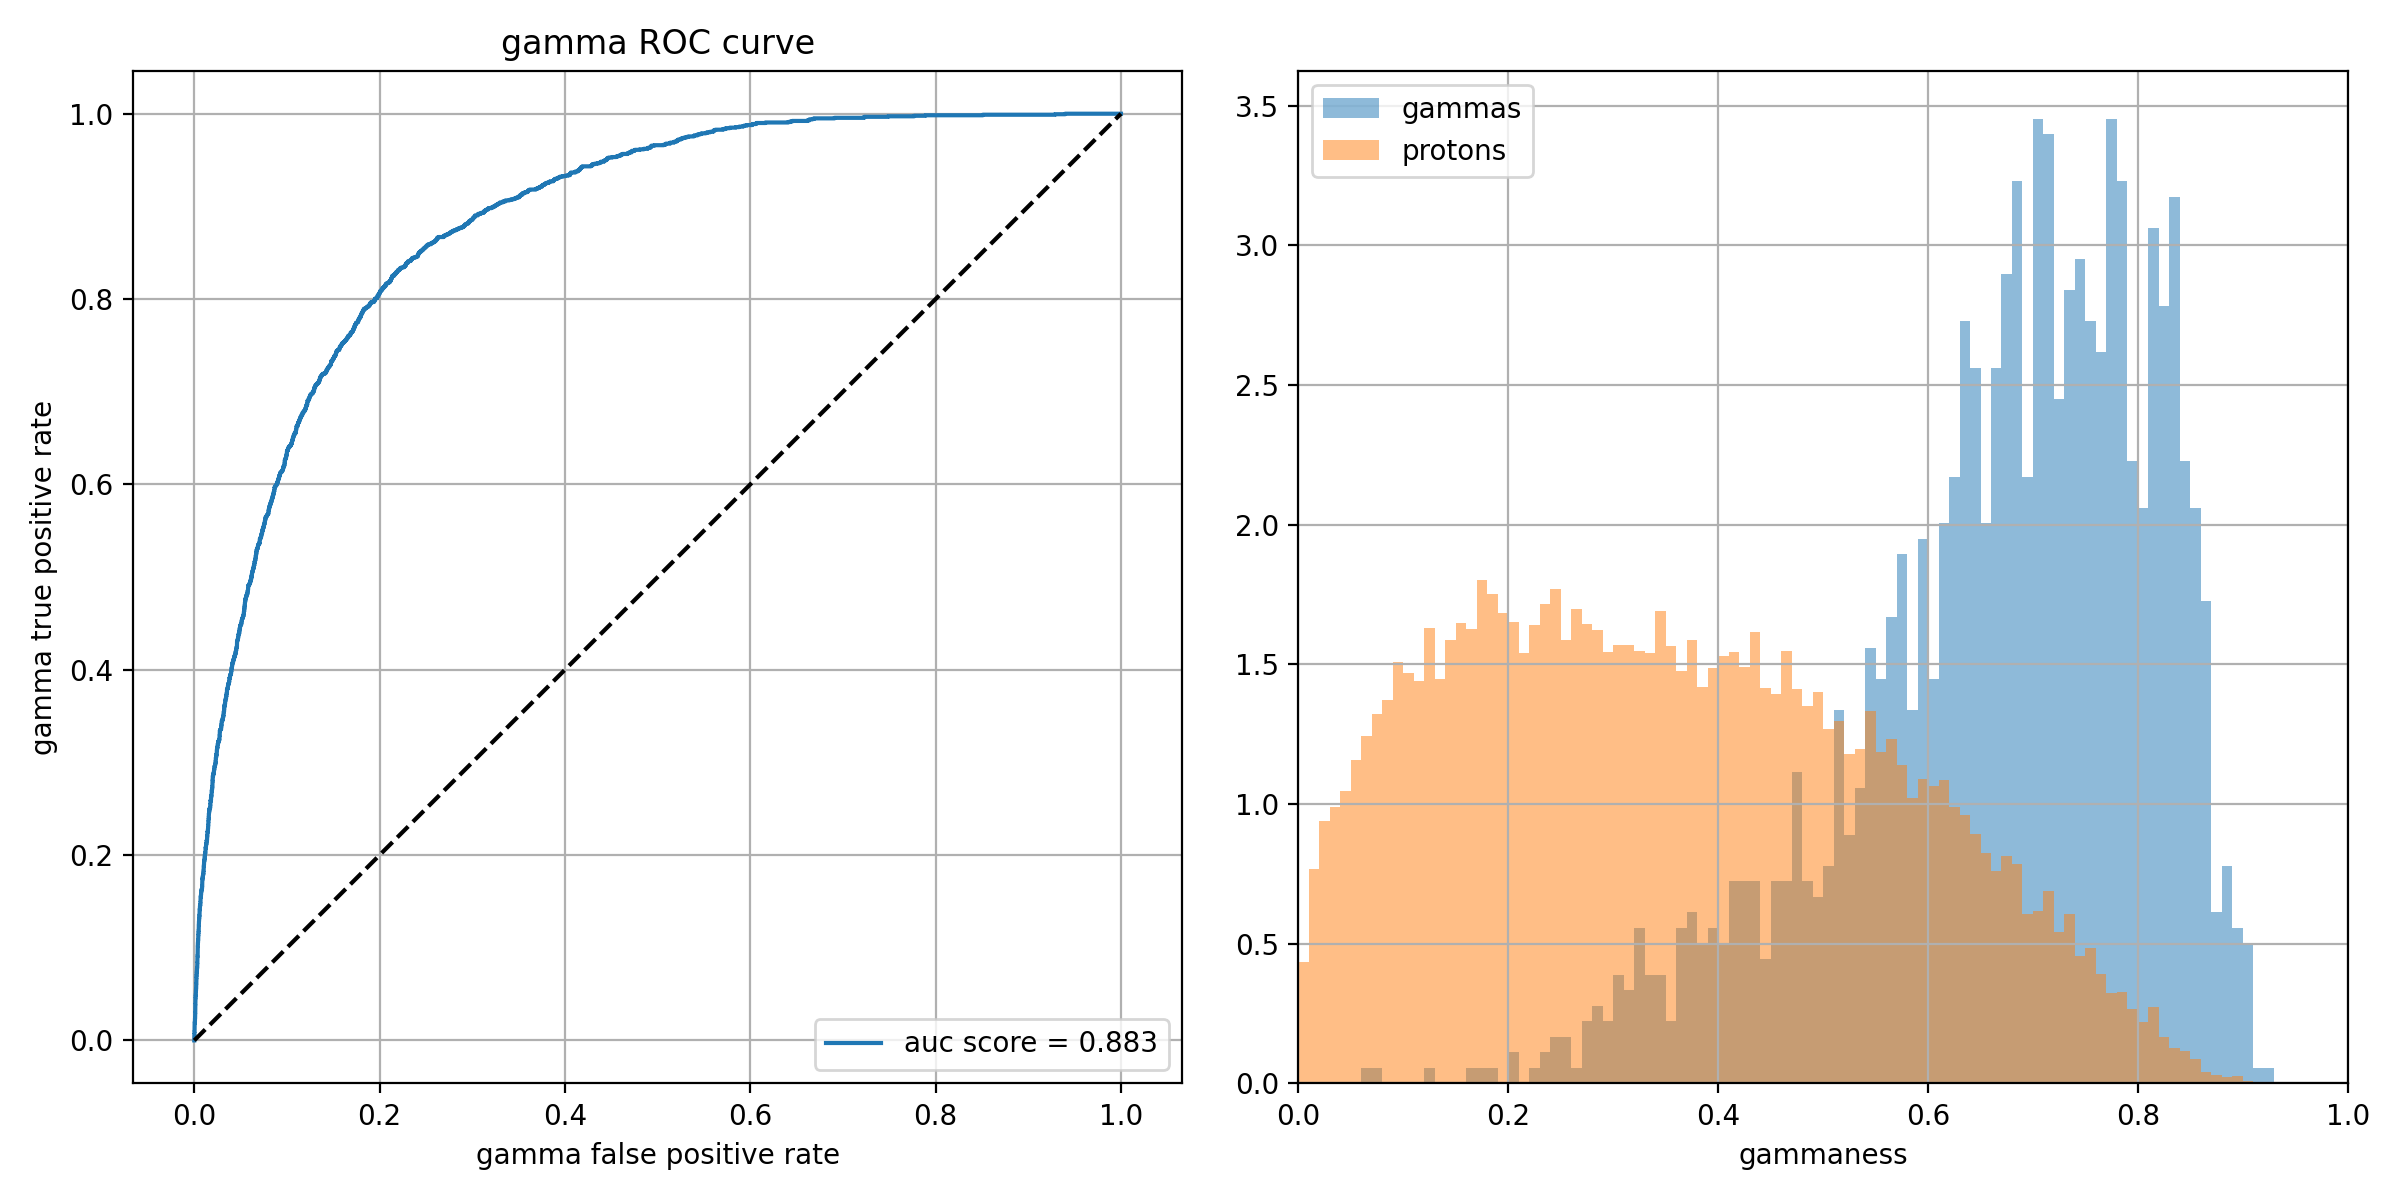 gamma ROC curve
1.0
0.8
0.6
0.4
0.2
0.0
gamma true positive rate
0.0 0.2 0.4 0.6 0.8 1.0
gamma false positive rate
auc score = 0.883
gammas
protons
3.5
3.0
2.5
2.0
1.5
1.0
0.5
0.0
0.0 0.2 0.4 0.6 0.8 1.0
gammaness